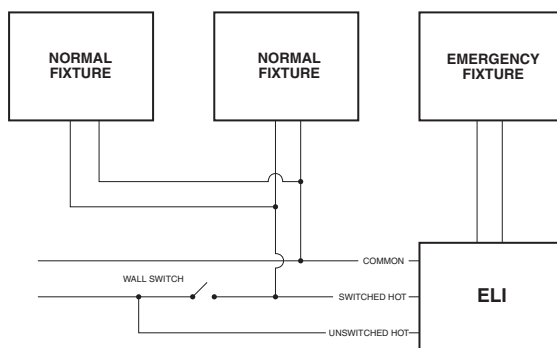 NORMAL
FIXTURE
NORMAL
FIXTURE
EMERGENCY
FIXTURE
COMMON
WALL SWITCH
SWITCHED HOT
ELI
UNSWITCHED HOT